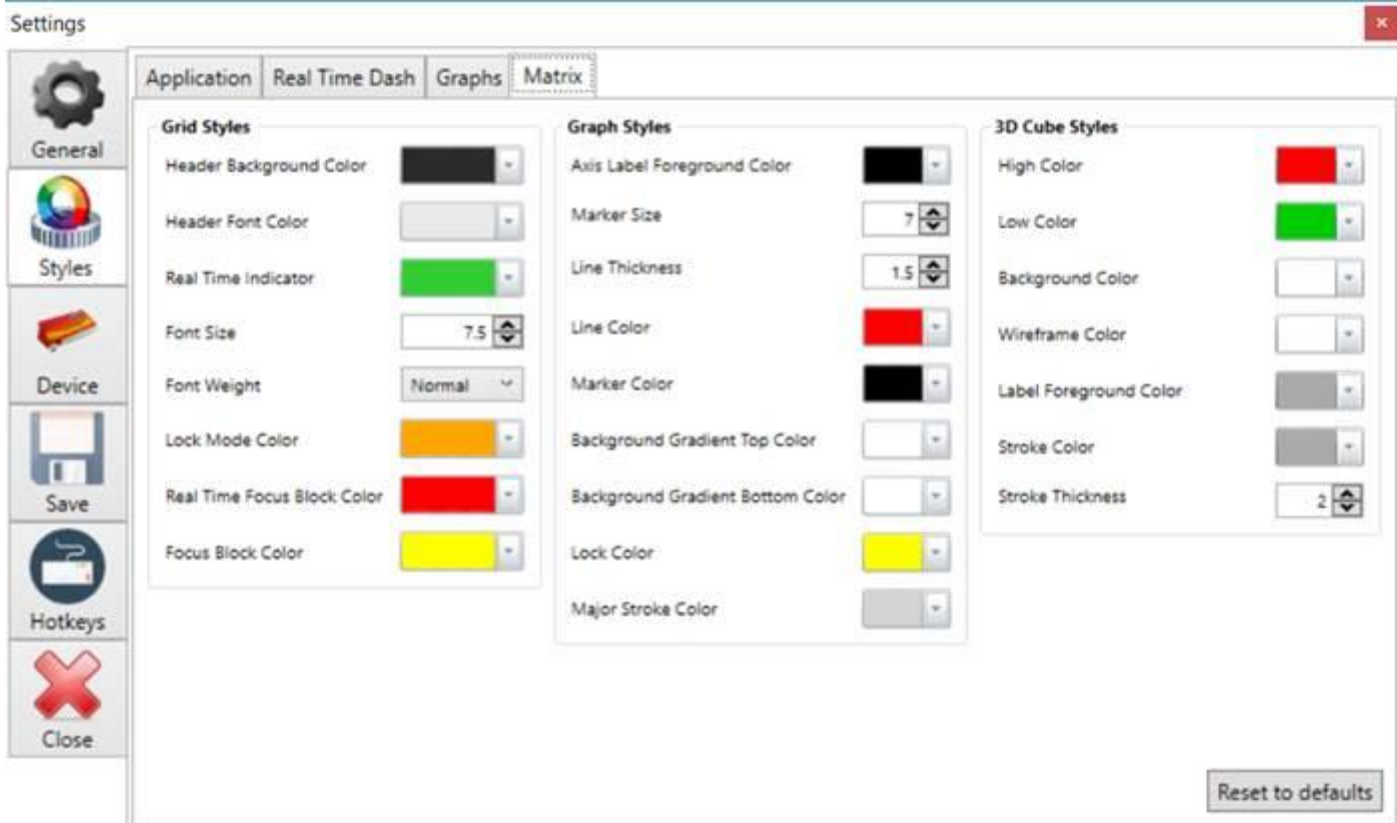 Settings
General
Styles
Device
Save
Hotkeys
Close
Application
Real Time Dash
Graphs
Matrix
Grid Styles
Header Background Color
Header Font Color
Real Time Indicator
Font Size 7.5
Font Weight Normal
Lock Mode Color
Real Time Focus Block Color
Focus Block Color
Graph Styles
Axis Label Foreground Color
Marker Size 7
Line Thickness 1.5
Line Color
Marker Color
Background Gradient Top Color
Background Gradient Bottom Color
Lock Color
Major Stroke Color
3D Cube Styles
High Color
Low Color
Background Color
Wireframe Color
Label Foreground Color
Stroke Color
Stroke Thickness 2
Reset to defaults